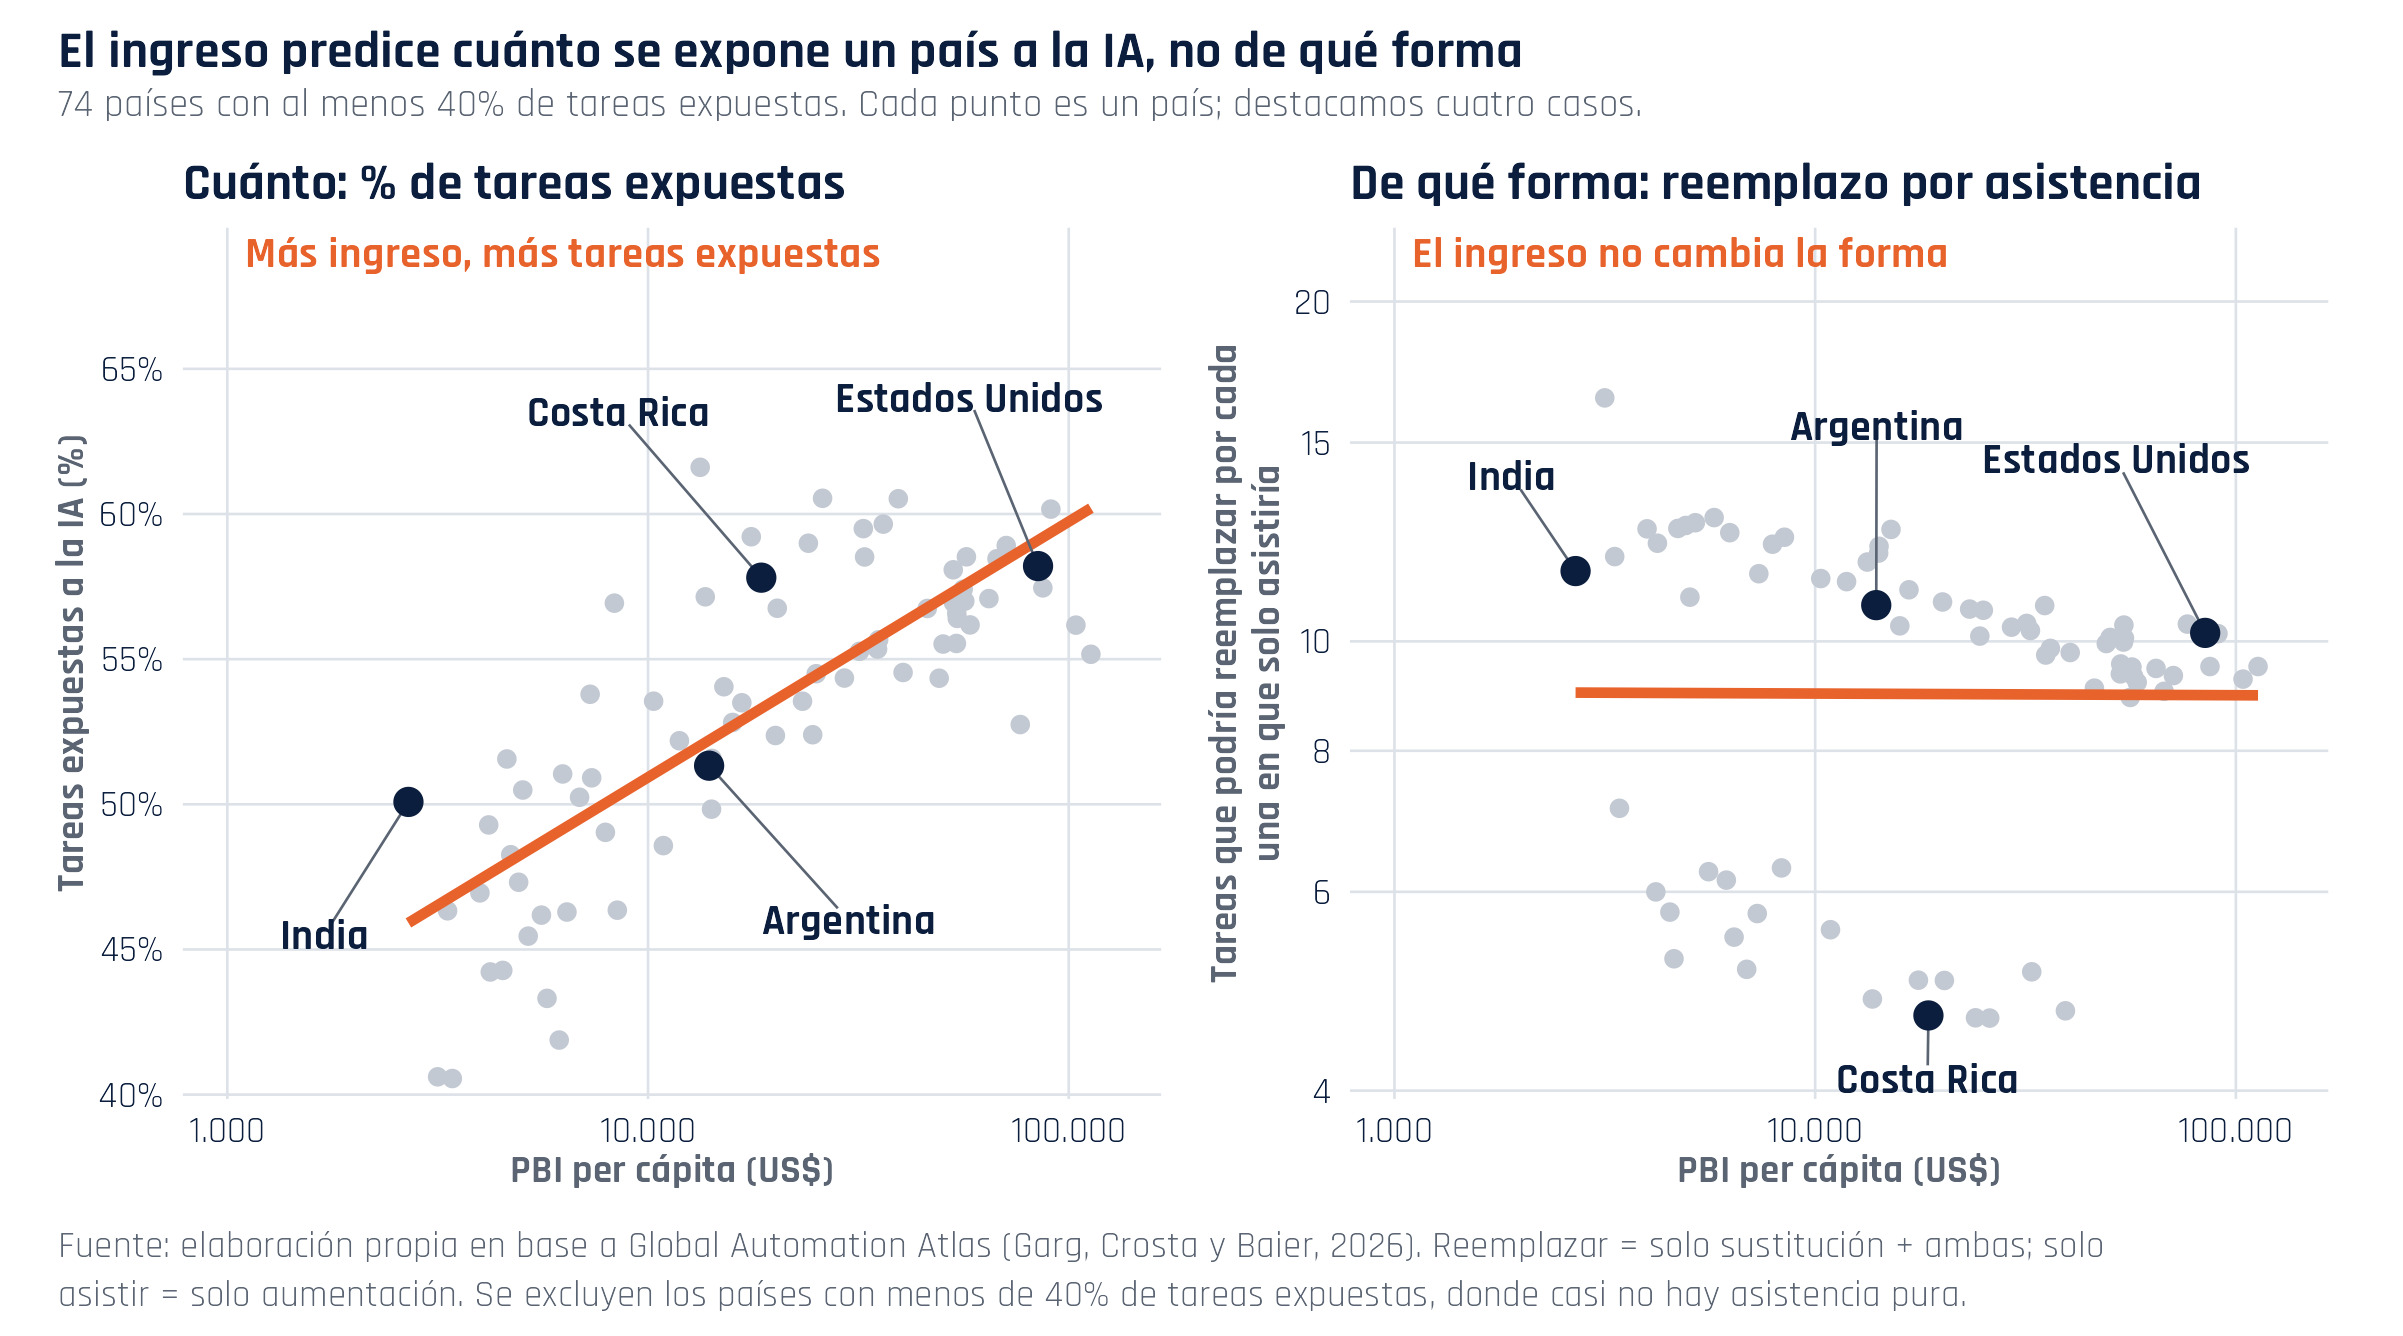 El ingreso predice cuánto se expone un país a la IA, no de qué forma
74 países con al menos 40% de tareas expuestas. Cada punto es un país; destacamos cuatro casos.
Cuánto: % de tareas expuestas
Más ingreso, más tareas expuestas
Tareas expuestas a la IA (%)
65%
60%
55%
50%
45%
40%
Costa Rica
Estados Unidos
India
Argentina
1.000
10.000
100.000
PBI per cápita (US$)
De qué forma: reemplazo por asistencia
El ingreso no cambia la forma
Tareas que podría reemplazar por cada
una en que solo asistiría
20
15
10
8
6
4
Argentina
India
Estados Unidos
Costa Rica
1.000
10.000
100.000
PBI per cápita (US$)
Fuente: elaboración propia en base a Global Automation Atlas (Garg, Crosta y Baier, 2026). Reemplazar = solo sustitución + ambas; solo
asistir = solo aumentación. Se excluyen los países con menos de 40% de tareas expuestas, donde casi no hay asistencia pura.